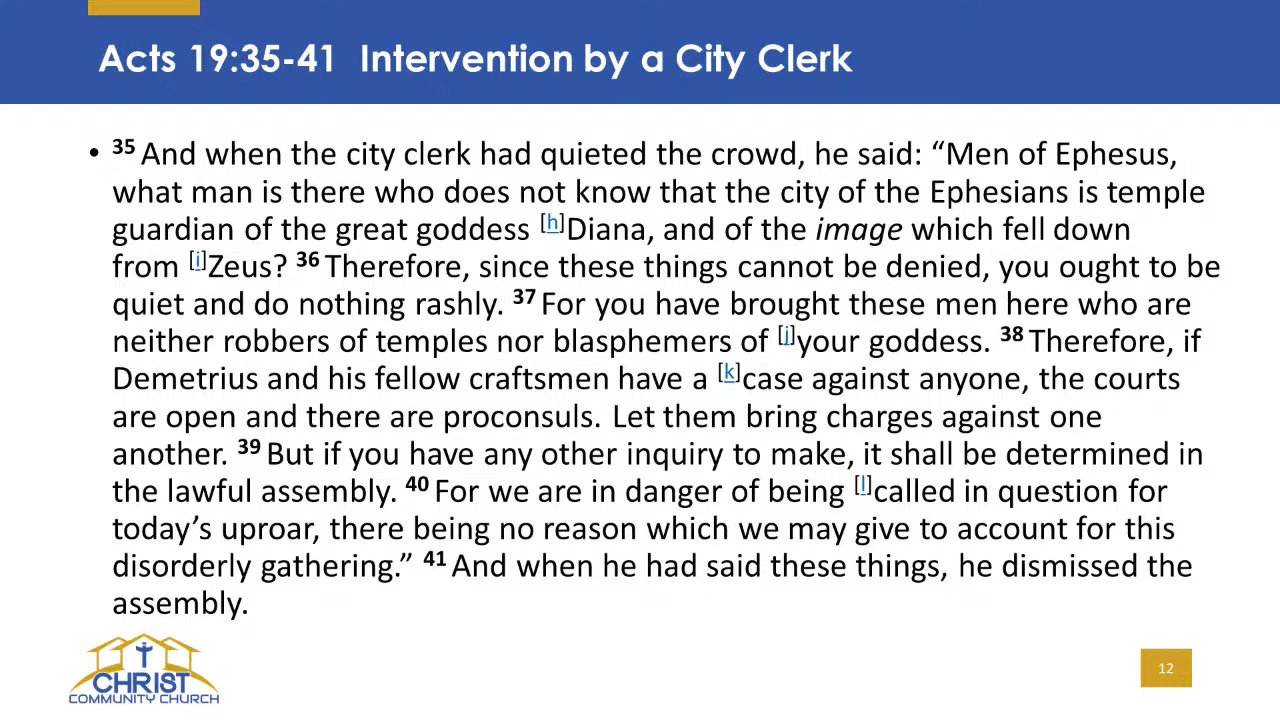 Acts 19:35-41  Intervention by a City Clerk
• 35 And when the city clerk had quieted the crowd, he said: “Men of Ephesus,
what man is there who does not know that the city of the Ephesians is temple
guardian of the great goddess [h]Diana, and of the image which fell down
from [i]Zeus? 36 Therefore, since these things cannot be denied, you ought to be
quiet and do nothing rashly. 37 For you have brought these men here who are
neither robbers of temples nor blasphemers of [j]your goddess. 38 Therefore, if
Demetrius and his fellow craftsmen have a [k]case against anyone, the courts
are open and there are proconsuls. Let them bring charges against one
another. 39 But if you have any other inquiry to make, it shall be determined in
the lawful assembly. 40 For we are in danger of being [l]called in question for
today’s uproar, there being no reason which we may give to account for this
disorderly gathering.” 41 And when he had said these things, he dismissed the
assembly.
CHRIST
COMMUNITY CHURCH
12